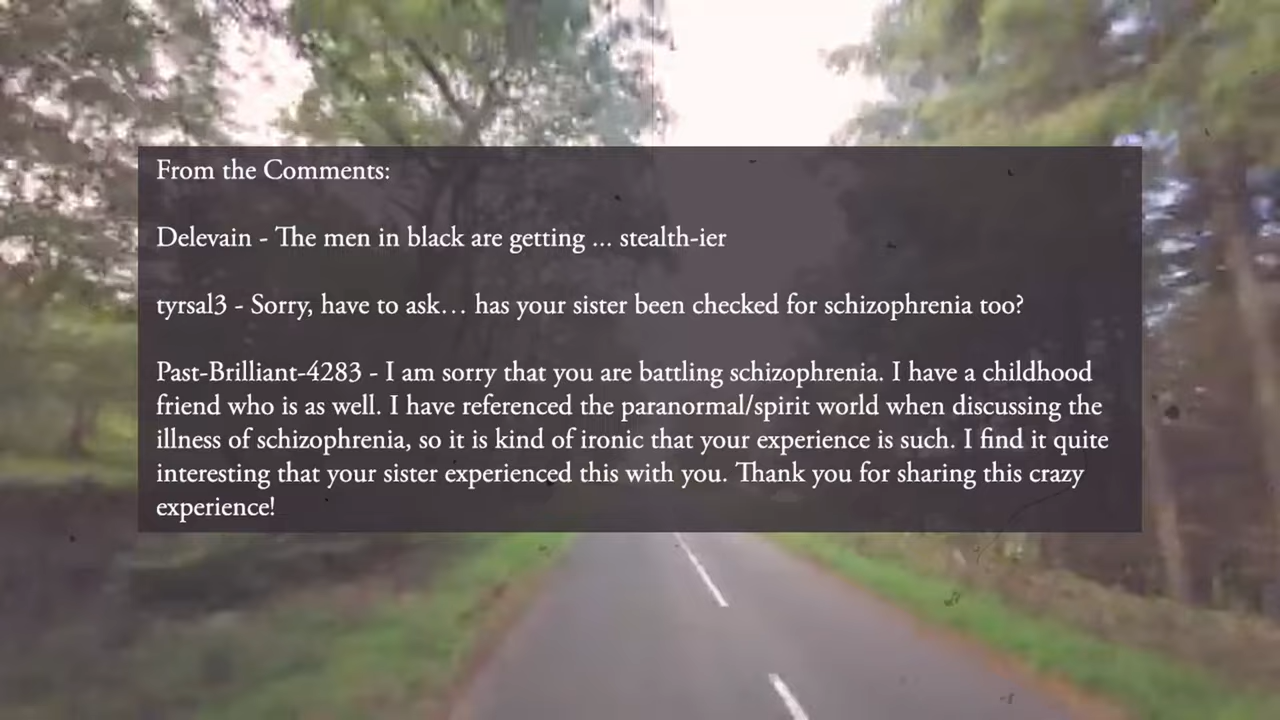 From the Comments:
Delevain - The men in black are getting ... stealth-ier
tyrsal3 - Sorry, have to ask... has your sister been checked for schizophrenia too?
Past-Brilliant-4283 - I am sorry that you are battling schizophrenia. I have a childhood
friend who is as well. I have referenced the paranormal/spirit world when discussing the
illness of schizophrenia, so it is kind of ironic that your experience is such. I find it quite
interesting that your sister experienced this with you. Thank you for sharing this crazy
experience!